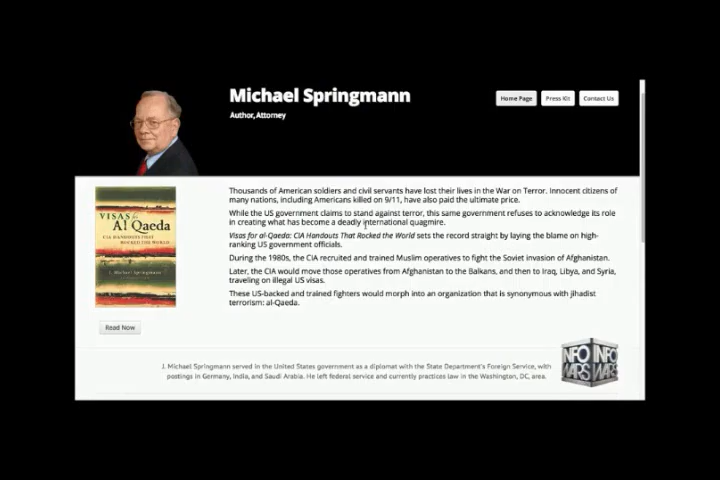 Michael Springmann
Author, Attorney
Home Page
Press Kit
Contact Us
VISAS for
Al Qaeda
CIA HANDOUTS THAT
ROCKED THE WORLD
J. Michael Springmann
Read Now
Thousands of American soldiers and civil servants have lost their lives in the War on Terror. Innocent citizens of
many nations, including Americans killed on 9/11, have also paid the ultimate price.
While the US government claims to stand against terror, this same government refuses to acknowledge its role
in creating what has become a deadly international quagmire.
Visas for al-Qaeda: CIA Handouts That Rocked the World sets the record straight by laying the blame on high-
ranking US government officials.
During the 1980s, the CIA recruited and trained Muslim operatives to fight the Soviet invasion of Afghanistan.
Later, the CIA would move those operatives from Afghanistan to the Balkans, and then to Iraq, Libya, and Syria,
traveling on illegal US visas.
These US-backed and trained fighters would morph into an organization that is synonymous with jihadist
terrorism: al-Qaeda.
J. Michael Springmann served in the United States government as a diplomat with the State Department's Foreign Service, with
postings in Germany, India, and Saudi Arabia. He left federal service and currently practices law in the Washington, DC, area.
INFO INFO
WARS WARS